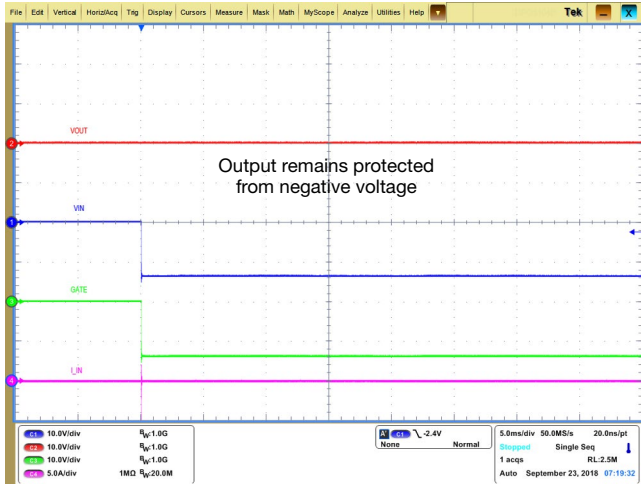 File Edit Vertical Horiz/Acq Trig Display Cursors Measure Mask Math MyScope Analyze Utilities Help Tek X
VOUT
2
Output remains protected
from negative voltage
VIN
1
GATE
3
I_IN
4
C1 10.0V/div BW:1.0G
C2 10.0V/div BW:1.0G
C3 10.0V/div BW:1.0G
C4 5.0A/div 1MΩ BW:20.0M
A' C1 -2.4V
None Normal
5.0ms/div 50.0MS/s 20.0ns/pt
Stopped Single Seq
1 acqs RL:2.5M
Auto September 23, 2018 07:19:32